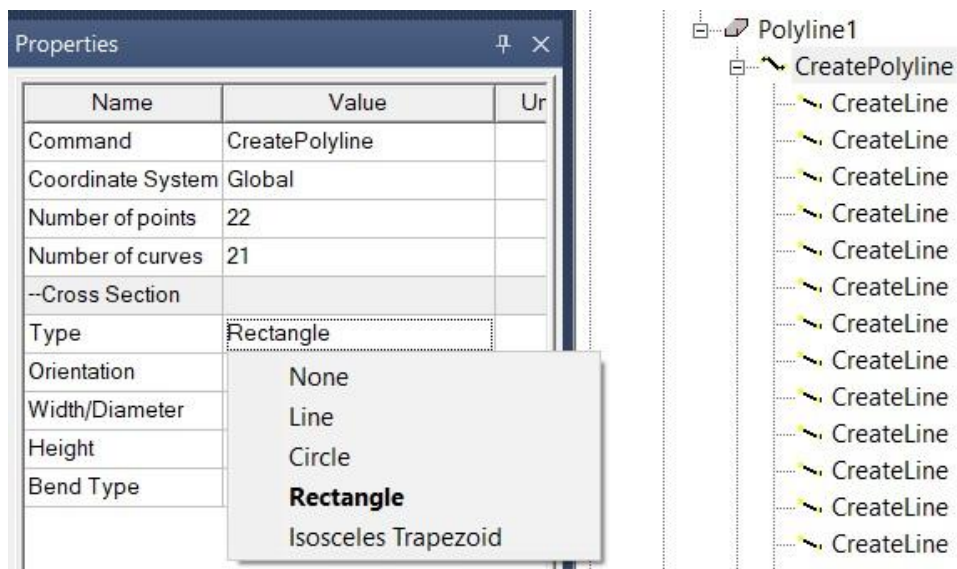 Properties
Name Value Ur
Command CreatePolyline
Coordinate System Global
Number of points 22
Number of curves 21
--Cross Section
Type Rectangle
Orientation
Width/Diameter
Height
Bend Type
None
Line
Circle
Rectangle
Isosceles Trapezoid
Polyline1
CreatePolyline
CreateLine
CreateLine
CreateLine
CreateLine
CreateLine
CreateLine
CreateLine
CreateLine
CreateLine
CreateLine
CreateLine
CreateLine
CreateLine